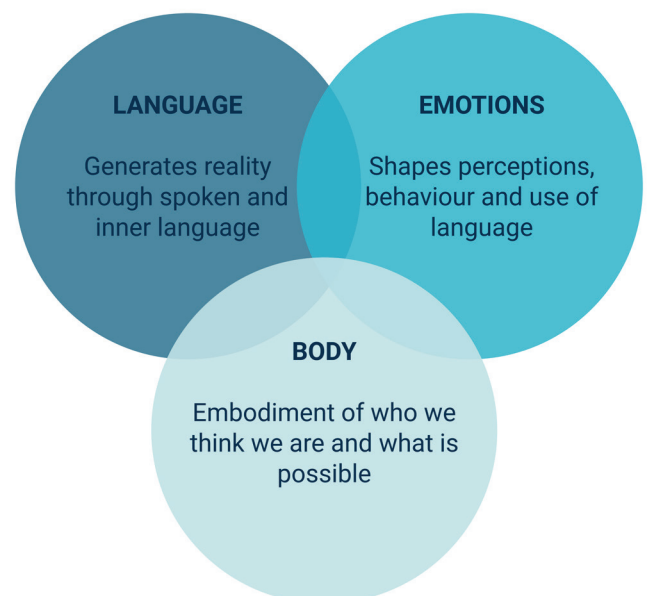 LANGUAGE
Generates reality
through spoken and
inner language
EMOTIONS
Shapes perceptions,
behaviour and use of
language
BODY
Embodiment of who we
think we are and what is
possible